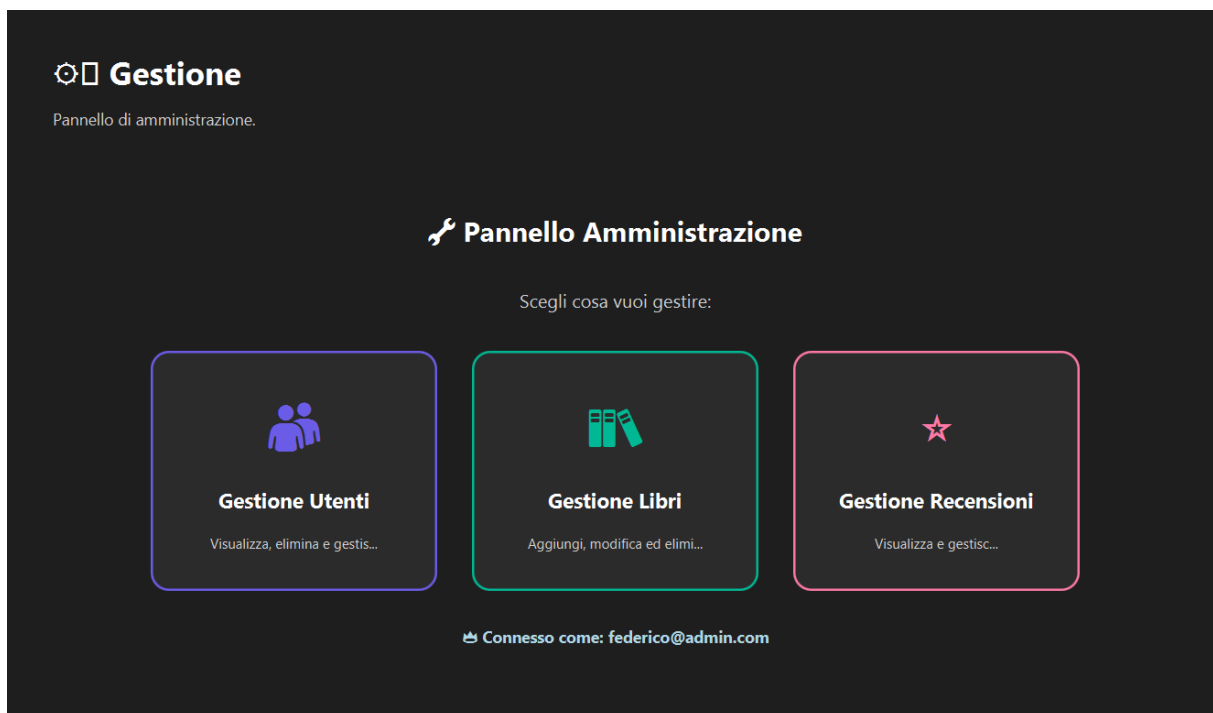 Gestione
Pannello di amministrazione.
Pannello Amministrazione
Scegli cosa vuoi gestire:
Gestione Utenti
Visualizza, elimina e gestis...
Gestione Libri
Aggiungi, modifica ed elimi...
Gestione Recensioni
Visualizza e gestisc...
Connesso come: federico@admin.com